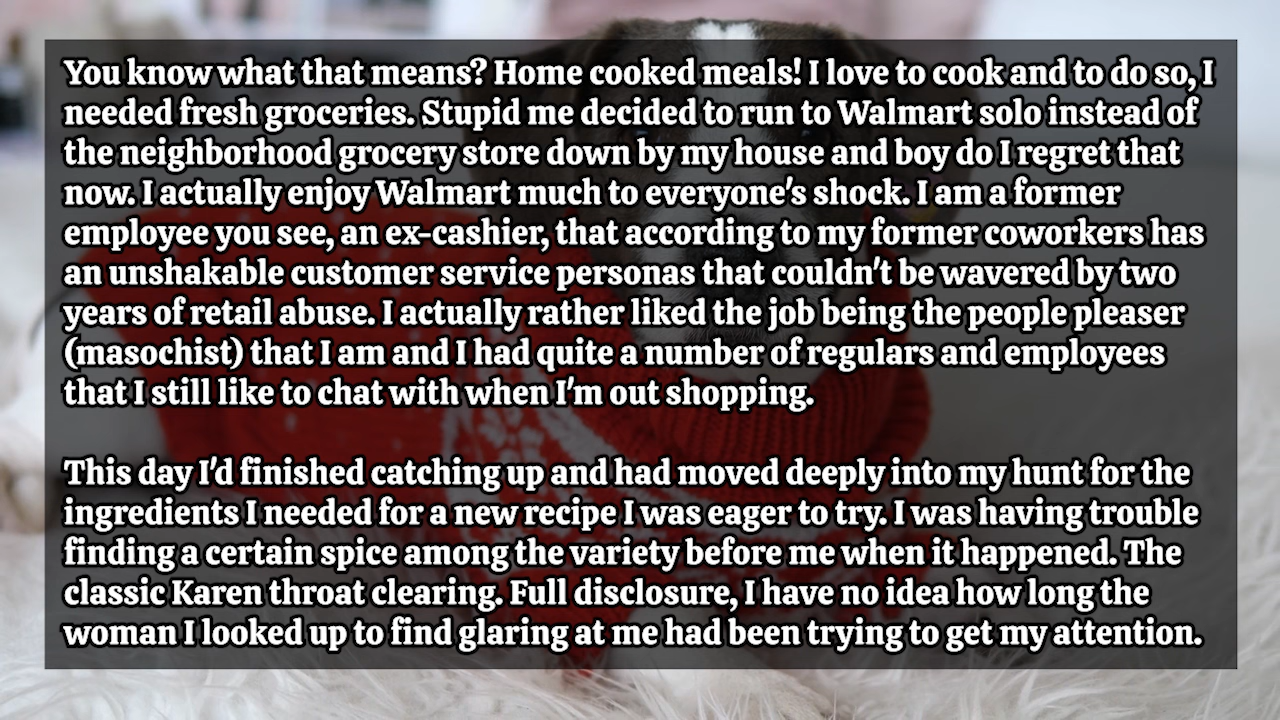 You know what that means? Home cooked meals! I love to cook and to do so, I
needed fresh groceries. Stupid me decided to run to Walmart solo instead of
the neighborhood grocery store down by my house and boy do I regret that
now. I actually enjoy Walmart much to everyone's shock. I am a former
employee you see, an ex-cashier, that according to my former coworkers has
an unshakable customer service personas that couldn't be wavered by two
years of retail abuse. I actually rather liked the job being the people pleaser
(masochist) that I am and I had quite a number of regulars and employees
that I still like to chat with when I'm out shopping.
This day I'd finished catching up and had moved deeply into my hunt for the
ingredients I needed for a new recipe I was eager to try. I was having trouble
finding a certain spice among the variety before me when it happened. The
classic Karen throat clearing. Full disclosure, I have no idea how long the
woman I looked up to find glaring at me had been trying to get my attention.